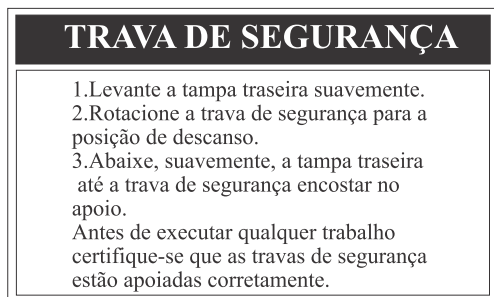 TRAVA DE SEGURANÇA
1.Levante a tampa traseira suavemente.
2.Rotacione a trava de segurança para a
posição de descanso.
3.Abaixe, suavemente, a tampa traseira
até a trava de segurança encostar no
apoio.
Antes de executar qualquer trabalho
certifique-se que as travas de segurança
estão apoiadas corretamente.